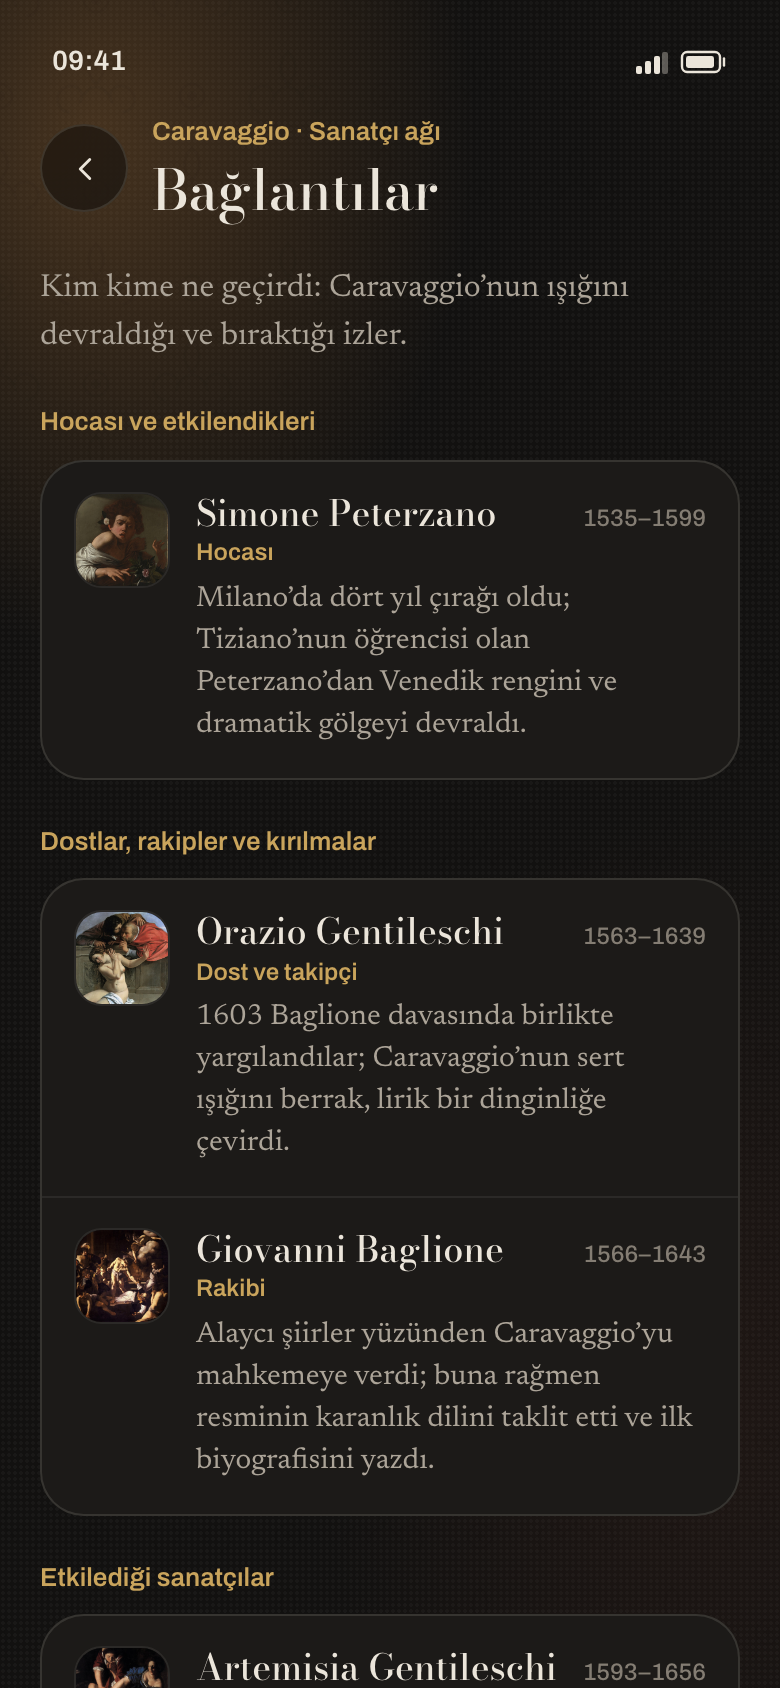 09:41
Caravaggio · Sanatçı ağı
Bağlantılar
Kim kime ne geçirdi: Caravaggio’nun ışığını
devraldığı ve bıraktığı izler.
Hocası ve etkilendikleri
Simone Peterzano
1535–1599
Hocası
Milano’da dört yıl çırağı oldu;
Tiziano’nun öğrencisi olan
Peterzano’dan Venedik rengini ve
dramatik gölgeyi devraldı.
Dostlar, rakipler ve kırılmalar
Orazio Gentileschi
1563–1639
Dost ve takipçi
1603 Baglione davasında birlikte
yargılandılar; Caravaggio’nun sert
ışığını berrak, lirik bir dinginliğe
çevirdi.
Giovanni Baglione
1566–1643
Rakibi
Alaycı şiirler yüzünden Caravaggio’yu
mahkemeye verdi; buna rağmen
resminin karanlık dilini taklit etti ve ilk
biyografisini yazdı.
Etkilediği sanatçılar
Artemisia Gentileschi
1593–1656